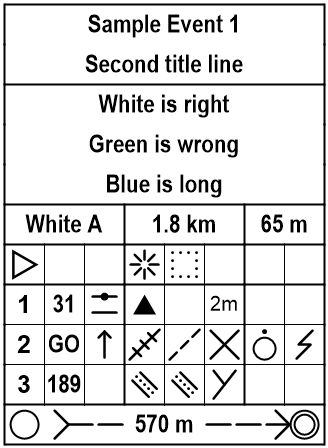 Sample Event 1
Second title line
White is right
Green is wrong
Blue is long
White A 1.8 km 65 m
1 31 2m
2 GO
3 189
570 m